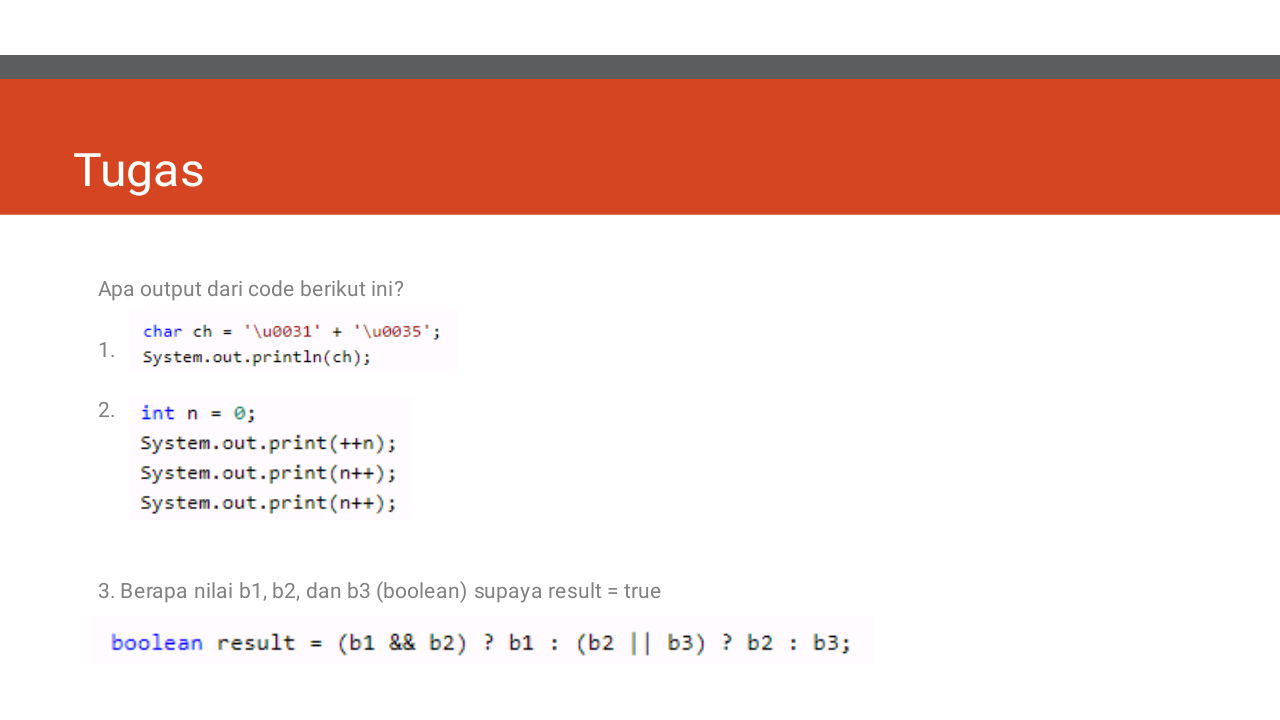 Tugas
Apa output dari code berikut ini?
1.
char ch = '\u0031' + '\u0035';
System.out.println(ch);
2.
int n = 0;
System.out.print(++n);
System.out.print(n++);
System.out.print(n++);
3. Berapa nilai b1, b2, dan b3 (boolean) supaya result = true
boolean result = (b1 && b2) ? b1 : (b2 || b3) ? b2 : b3;